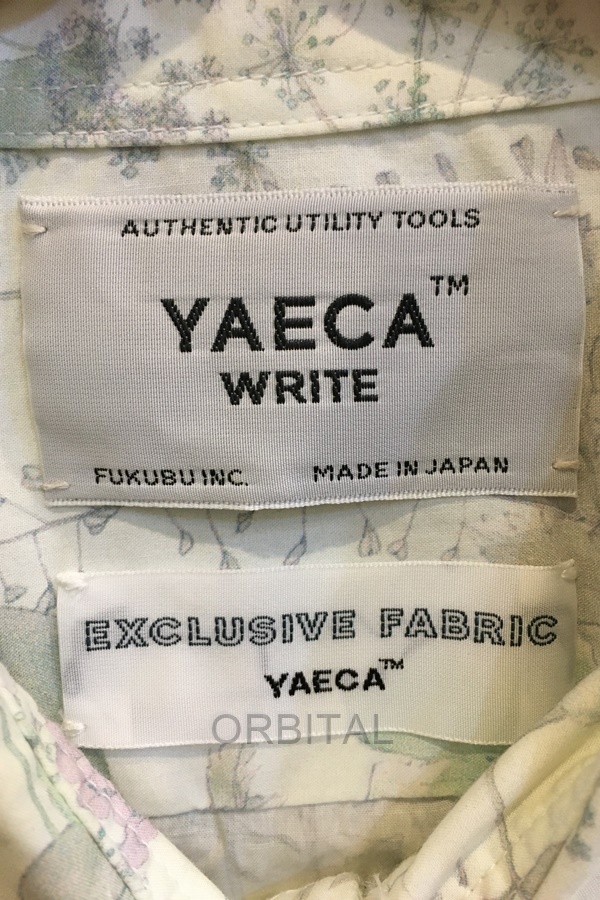 AUTHENTIC UTILITY TOOLS
YAECA™
WRITE
FUKUBU INC. MADE IN JAPAN
EXCLUSIVE FABRIC
YAECA™
ORBITAL